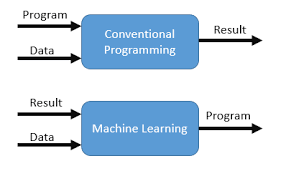 Program
Data
Conventional
Programming
Result
Result
Data
Machine Learning
Program